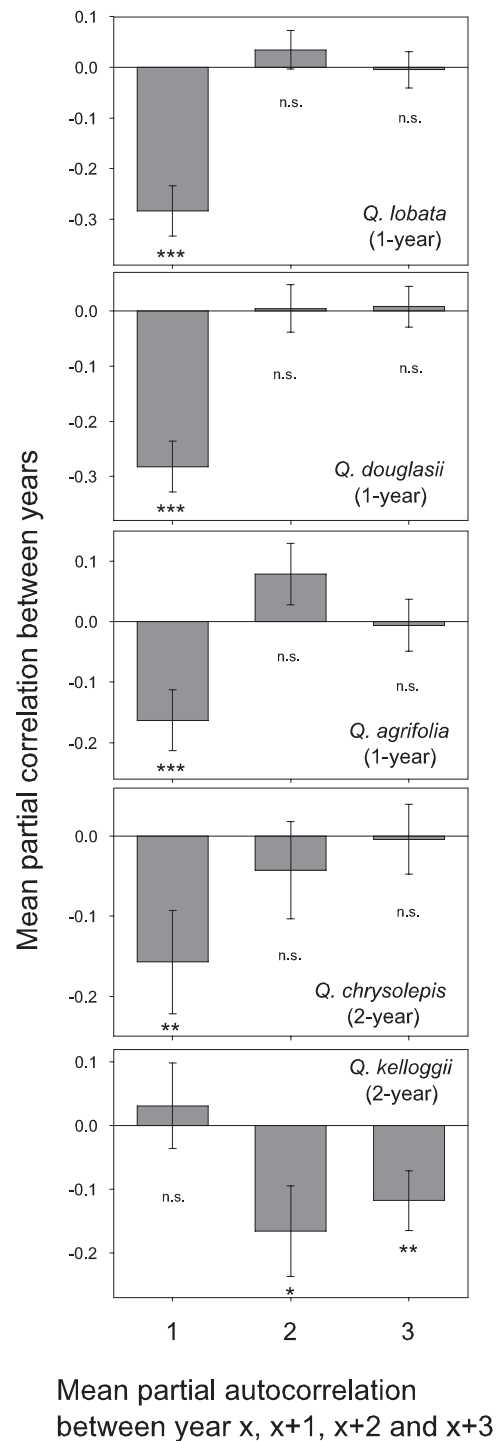 Mean partial correlation between years
0.1
0.0
-0.1
-0.2
-0.3
n.s.
n.s.
***
Q. lobata
(1-year)
0.0
-0.1
-0.2
-0.3
n.s.
n.s.
***
Q. douglasii
(1-year)
0.1
0.0
-0.1
-0.2
n.s.
n.s.
***
Q. agrifolia
(1-year)
0.0
-0.1
-0.2
n.s.
n.s.
**
Q. chrysolepis
(2-year)
0.1
0.0
-0.1
-0.2
Q. kelloggii
(2-year)
n.s.
*
**
1 2 3
Mean partial autocorrelation
between year x, x+1, x+2 and x+3